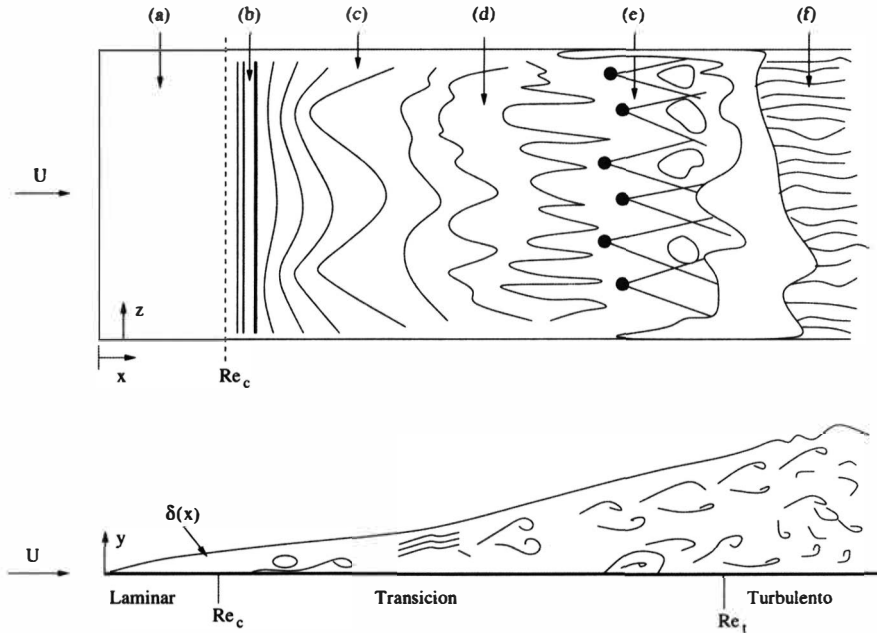 (a) (b) (c) (d) (e) (f)
U
z
x
Re_c
δ(x)
y
U
Laminar Transicion Turbulento
Re_c Re_t